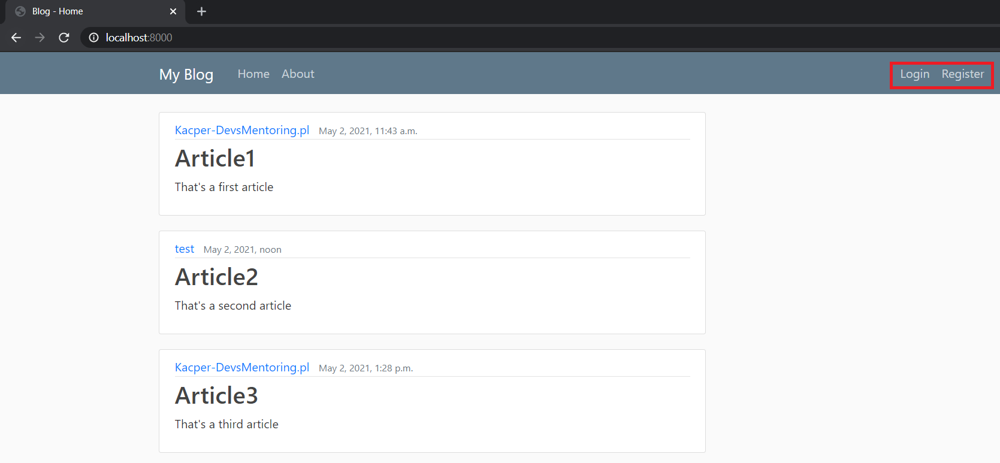 Blog - Home
localhost:8000
My Blog Home About Login Register
Kacper-DevsMentoring.pl May 2, 2021, 11:43 a.m.
Article1
That's a first article
test May 2, 2021, noon
Article2
That's a second article
Kacper-DevsMentoring.pl May 2, 2021, 1:28 p.m.
Article3
That's a third article